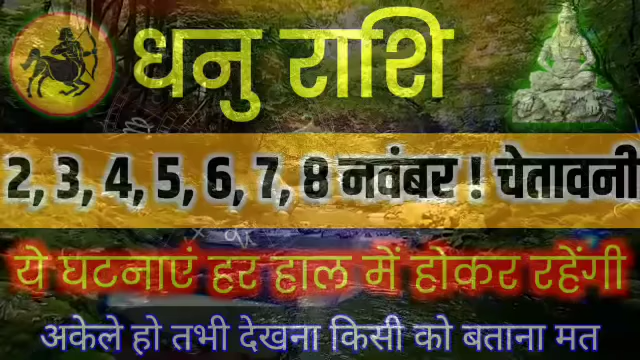 धनु राशि
2, 3, 4, 5, 6, 7, 8 नवंबर ! चेतावनी
ये घटनाएं हर हाल में होकर रहेंगी
अकेले हो तभी देखना किसी को बताना मत